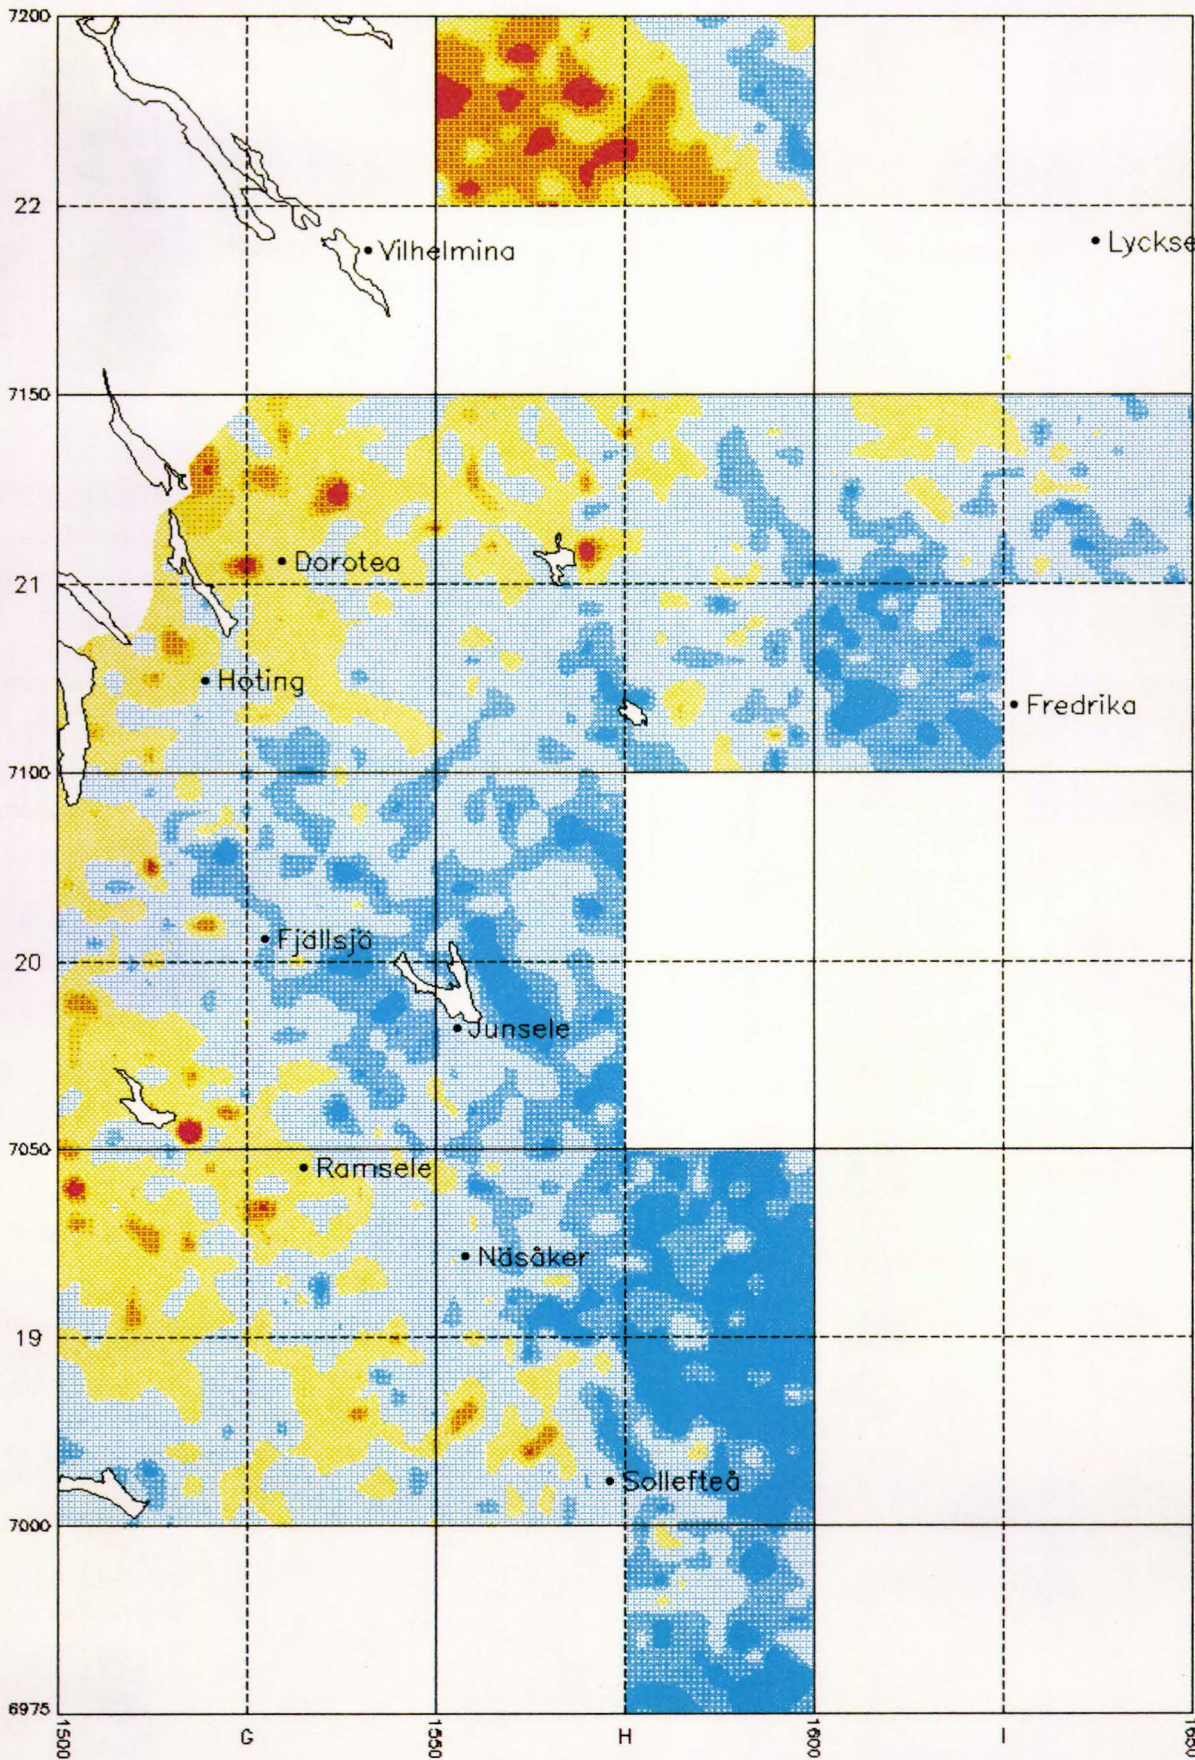 7200
22
Vilhelmina
Lyckse
7150
Dorotea
21
Hoting
Fredrika
7100
Fjällsjö
20
Junsele
7050
Ramsele
Näsåker
19
Sollefteå
7000
6975
1500
G
1550
H
1600
I